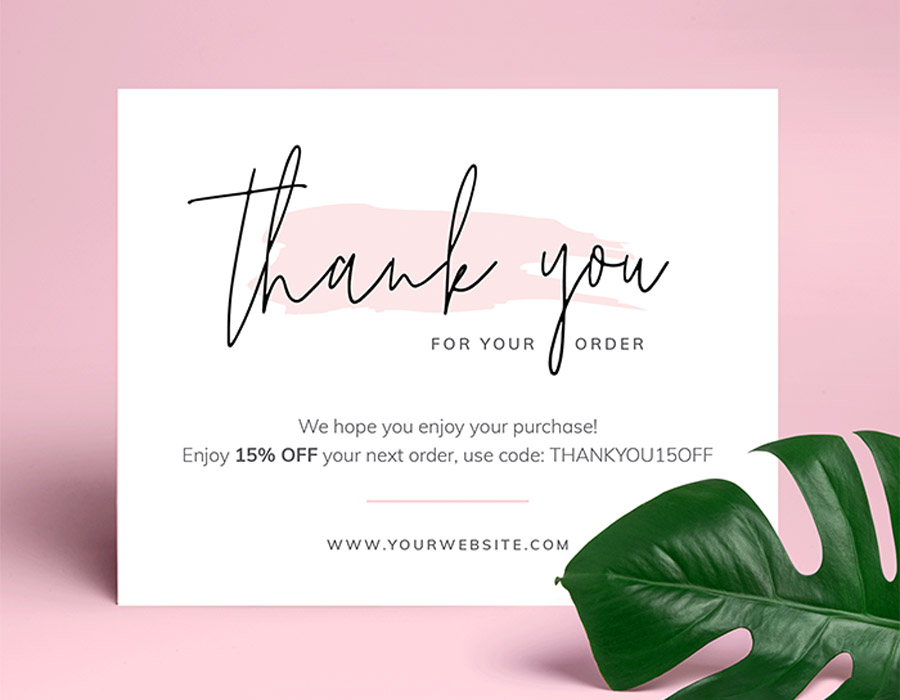 thank you
FOR YOUR ORDER
We hope you enjoy your purchase!
Enjoy 15% OFF your next order, use code: THANKYOU15OFF
WWW.YOURWEBSITE.COM